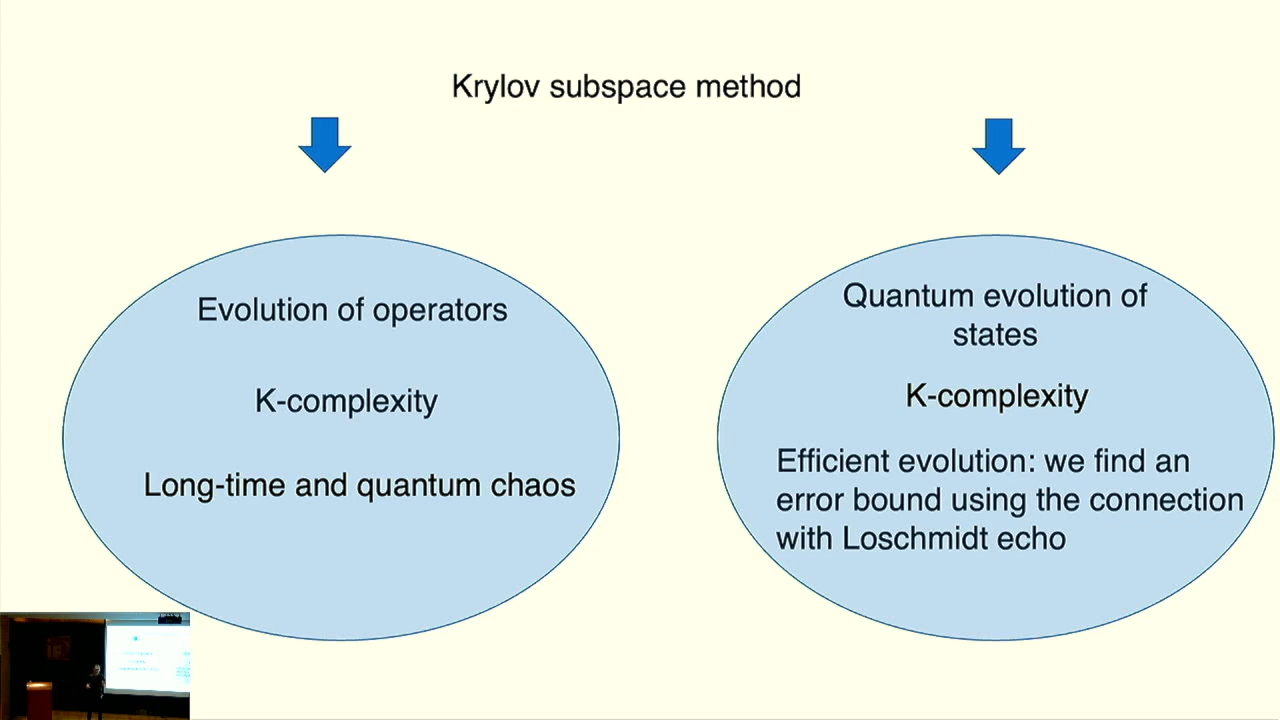 Krylov subspace method
Evolution of operators
K-complexity
Long-time and quantum chaos
Quantum evolution of
states
K-complexity
Efficient evolution: we find an
error bound using the connection
with Loschmidt echo